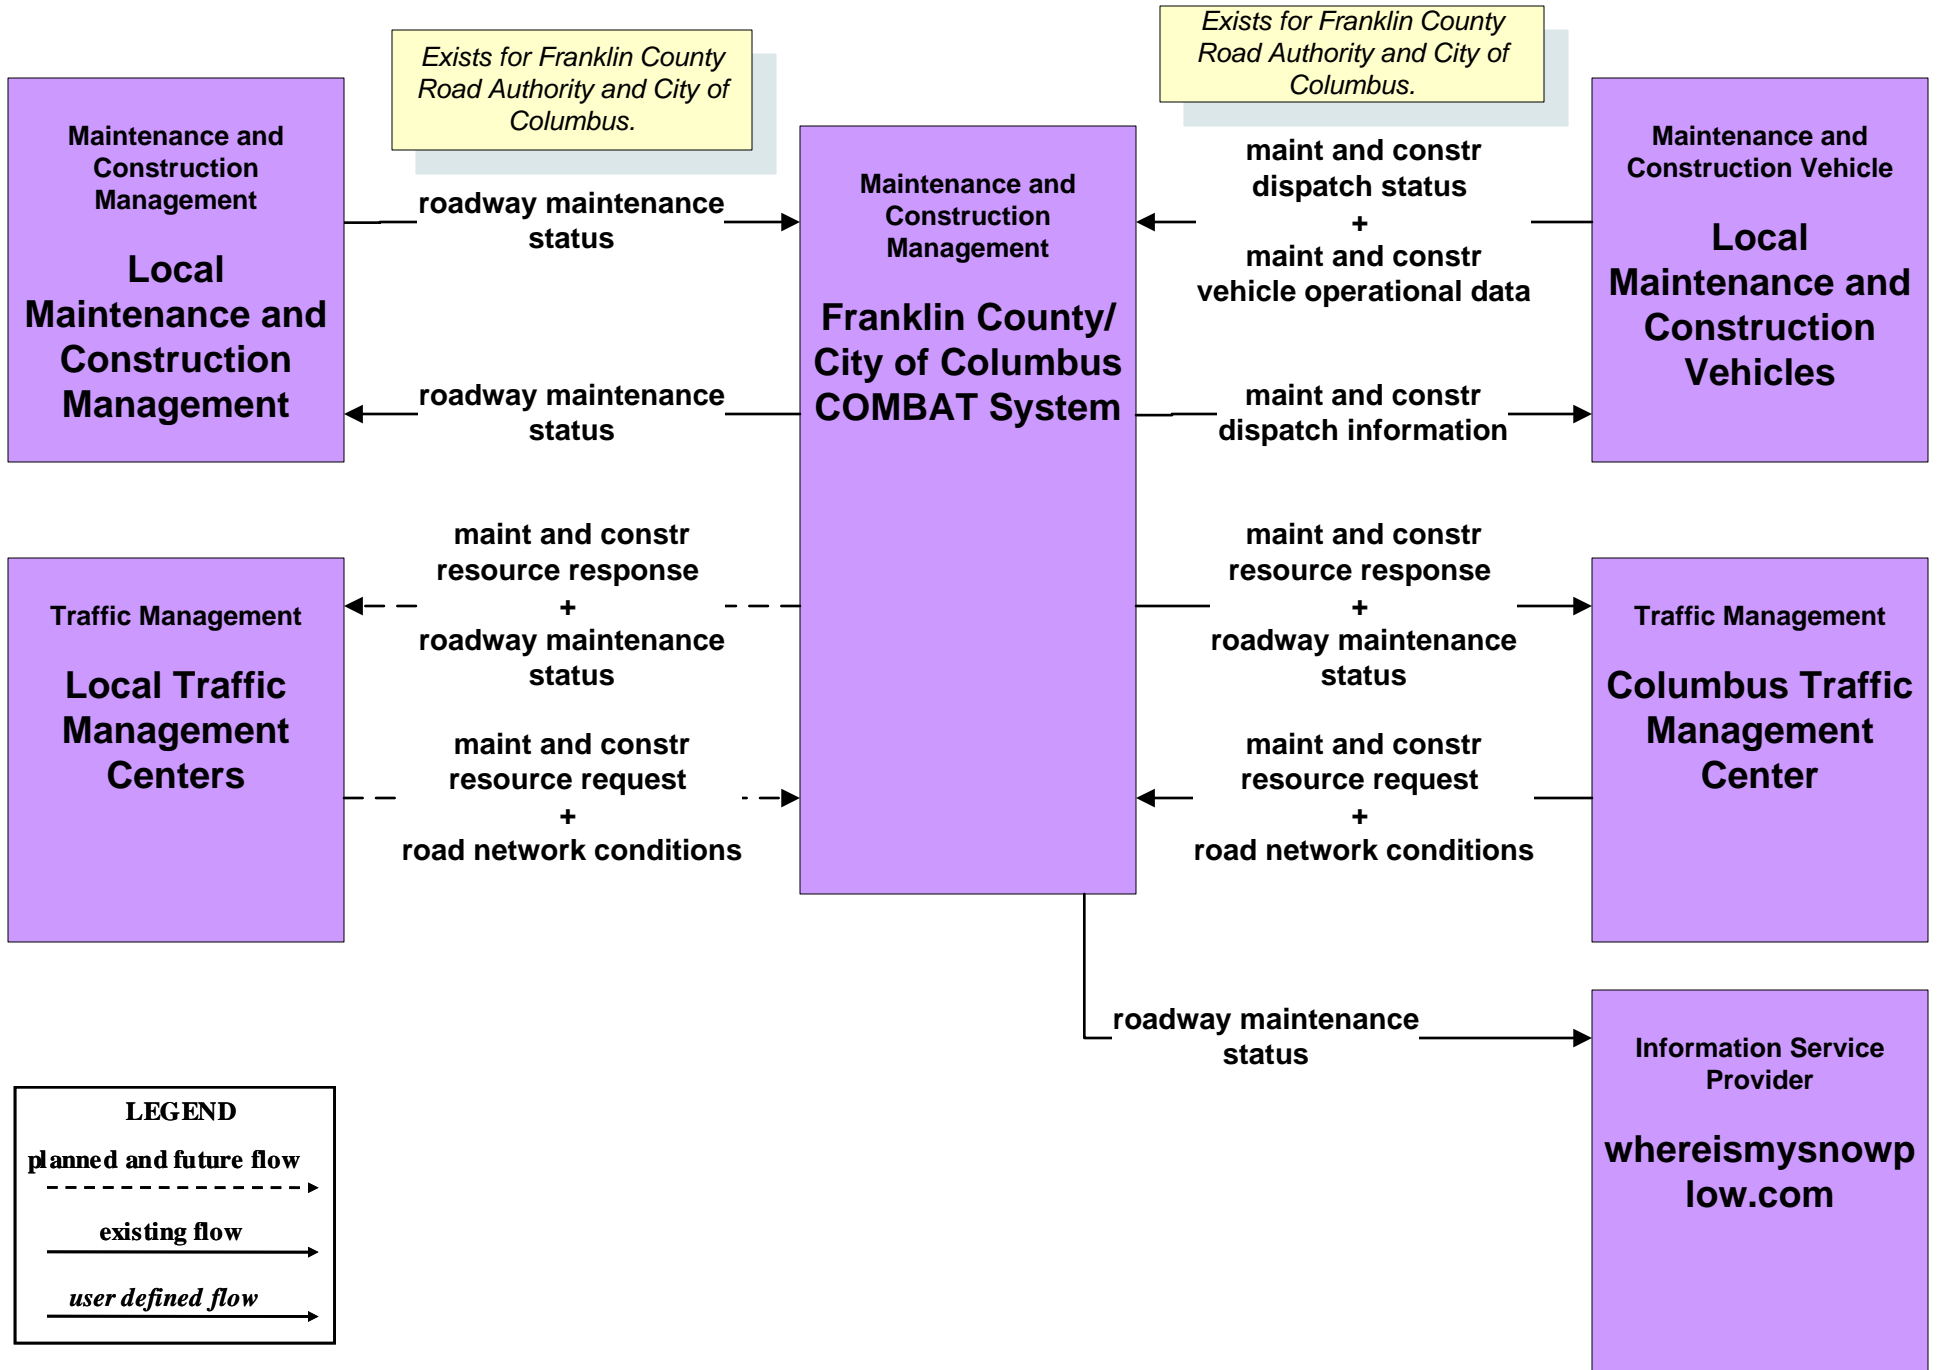 Exists for Franklin County
Road Authority and City of
Columbus.
Exists for Franklin County
Road Authority and City of
Columbus.
Maintenance and
Construction
Management
Local
Maintenance and
Construction
Management
roadway maintenance
status
roadway maintenance
status
Maintenance and
Construction
Management
Franklin County/
City of Columbus
COMBAT System
maint and constr
dispatch status
+
maint and constr
vehicle operational data
maint and constr
dispatch information
Maintenance and
Construction Vehicle
Local
Maintenance and
Construction
Vehicles
Traffic Management
Local Traffic
Management
Centers
maint and constr
resource response
+
roadway maintenance
status
maint and constr
resource request
+
road network conditions
maint and constr
resource response
+
roadway maintenance
status
maint and constr
resource request
+
road network conditions
Traffic Management
Columbus Traffic
Management
Center
roadway maintenance
status
Information Service
Provider
whereismysnowp
low.com
LEGEND
planned and future flow
existing flow
user defined flow